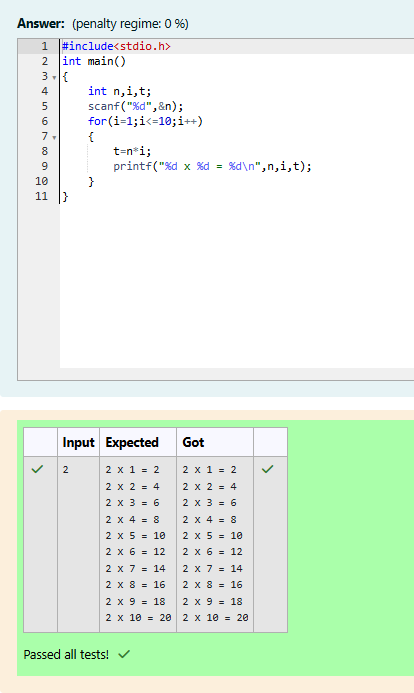 Answer: (penalty regime: 0 %)
1 #include<stdio.h>
2 int main()
3 {
4 int n,i,t;
5 scanf("%d",&n);
6 for(i=1;i<=10;i++)
7 {
8 t=n*i;
9 printf("%d x %d = %d\n",n,i,t);
10 }
11 }
Input Expected Got
2 2 x 1 = 2 2 x 1 = 2
2 x 2 = 4 2 x 2 = 4
2 x 3 = 6 2 x 3 = 6
2 x 4 = 8 2 x 4 = 8
2 x 5 = 10 2 x 5 = 10
2 x 6 = 12 2 x 6 = 12
2 x 7 = 14 2 x 7 = 14
2 x 8 = 16 2 x 8 = 16
2 x 9 = 18 2 x 9 = 18
2 x 10 = 20 2 x 10 = 20
Passed all tests!